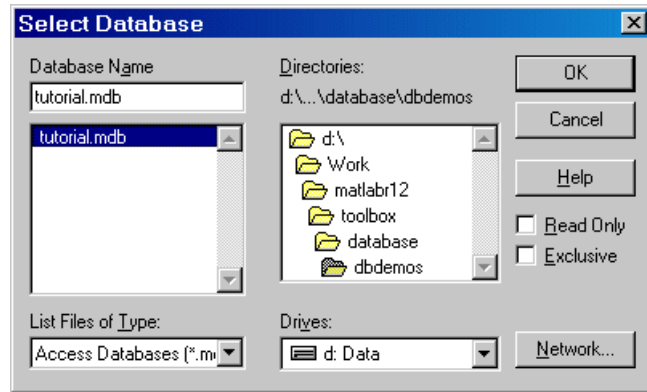 Select Database
Database Name
tutorial.mdb
tutorial.mdb
List Files of Type:
Access Databases (*.m
Directories:
d:\...\database\dbdemos
d:\
Work
matlabr12
toolbox
database
dbdemos
Drives:
d: Data
OK
Cancel
Help
Read Only
Exclusive
Network...